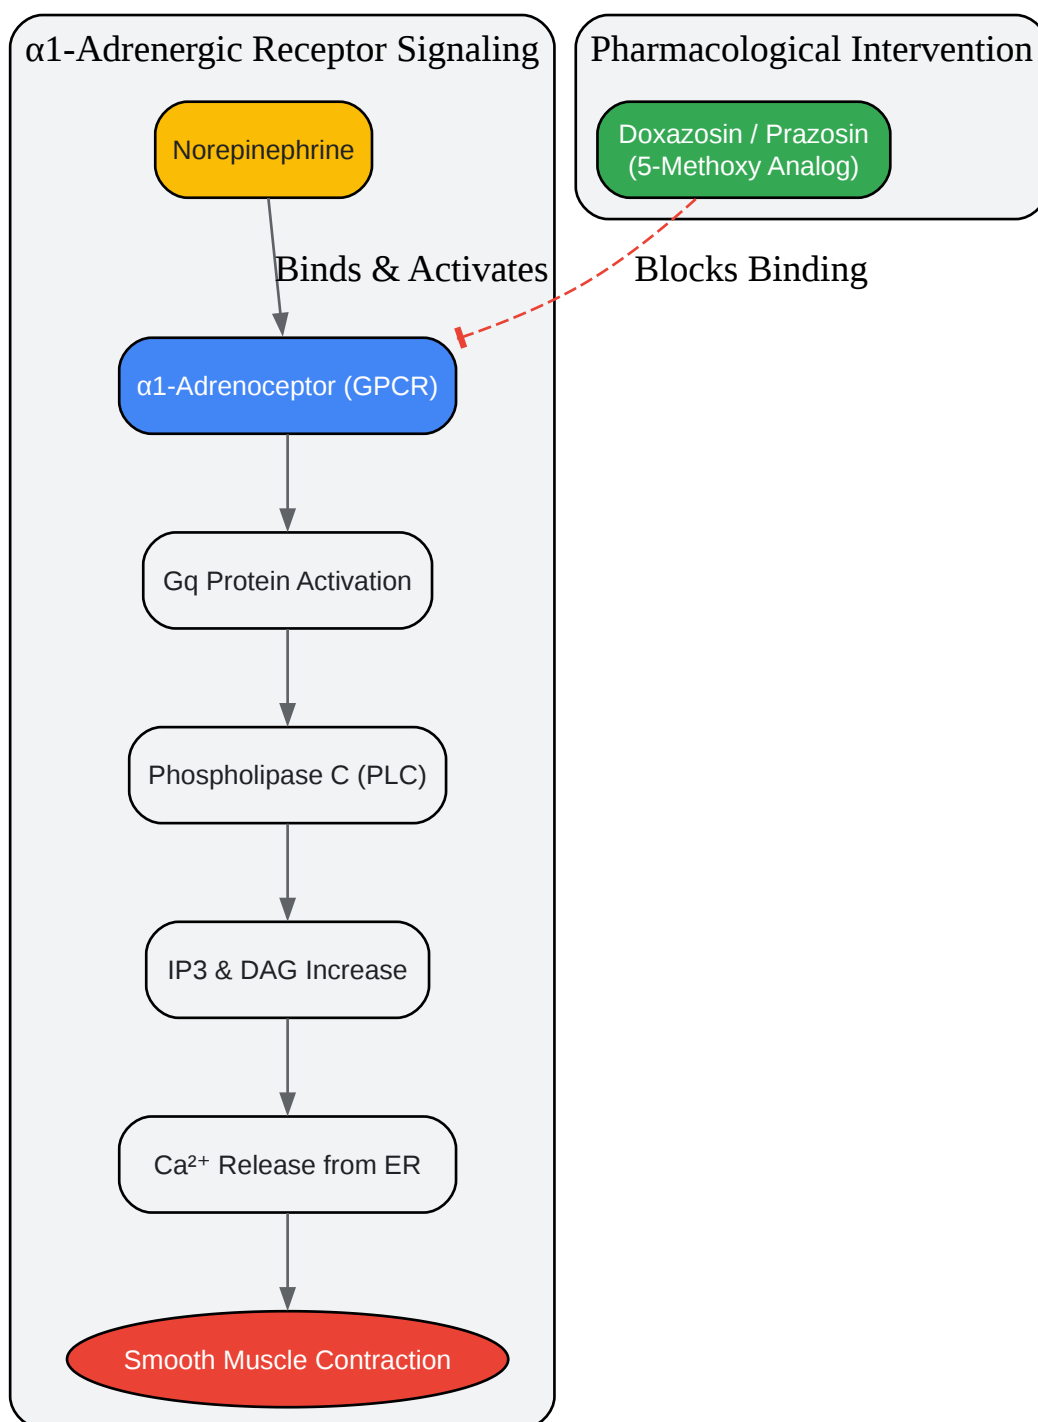 α1-Adrenergic Receptor Signaling
Pharmacological Intervention
Norepinephrine
Doxazosin / Prazosin
(5-Methoxy Analog)
Binds & Activates
Blocks Binding
α1-Adrenoceptor (GPCR)
Gq Protein Activation
Phospholipase C (PLC)
IP3 & DAG Increase
Ca²⁺ Release from ER
Smooth Muscle Contraction